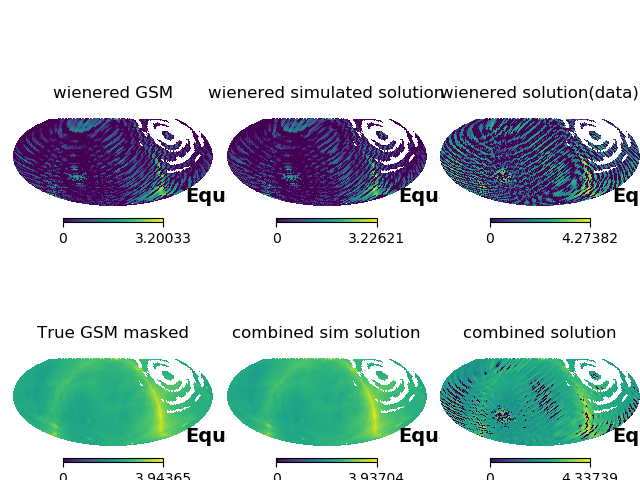 wienered GSM
wienered simulated solution
wienered solution(data)
Equ
Equ
Eq
0 3.20033
0 3.22621
0 4.27382
True GSM masked
combined sim solution
combined solution
Equ
Equ
Eq
0 3.94365
0 3.93704
0 4.33739